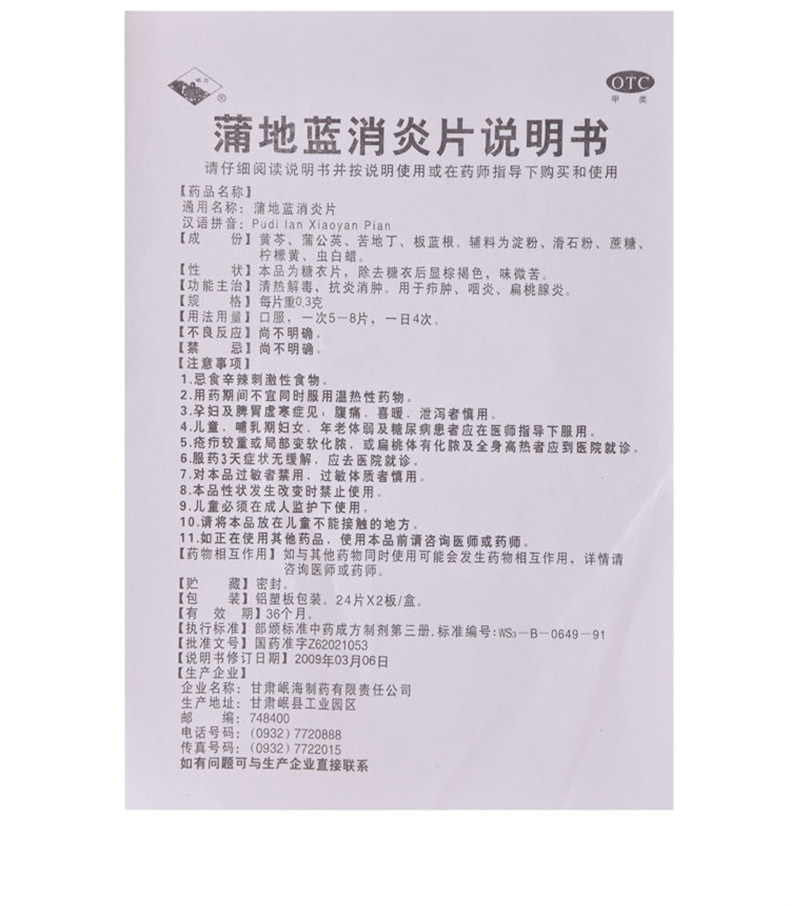 OTC
甲 类
®
蒲地蓝消炎片说明书
请仔细阅读说明书并按说明使用或在药师指导下购买和使用
【药品名称】
通用名称：蒲地蓝消炎片
汉语拼音：Pudi lan Xiaoyan Pian
【成 份】黄芩、蒲公英、苦地丁、板蓝根。辅料为淀粉、滑石粉、蔗糖、
柠檬黄、虫白蜡。
【性 状】本品为糖衣片，除去糖衣后显棕褐色，味微苦。
【功能主治】清热解毒，抗炎消肿。用于疖肿、咽炎、扁桃腺炎。
【规 格】每片重0.3克
【用法用量】口服，一次5－8片，一日4次。
【不良反应】尚不明确。
【禁 忌】尚不明确。
【注意事项】
1.忌食辛辣刺激性食物。
2.用药期间不宜同时服用温热性药物。
3.孕妇及脾胃虚寒症见：腹痛、喜暖、泄泻者慎用。
4.儿童、哺乳期妇女、年老体弱及糖尿病患者应在医师指导下服用。
5.疮疖较重或局部变软化脓，或扁桃体有化脓及全身高热者应到医院就诊。
6.服药3天症状无缓解，应去医院就诊。
7.对本品过敏者禁用，过敏体质者慎用。
8.本品性状发生改变时禁止使用。
9.儿童必须在成人监护下使用。
10.请将本品放在儿童不能接触的地方。
11.如正在使用其他药品，使用本品前请咨询医师或药师。
【药物相互作用】如与其他药物同时使用可能会发生药物相互作用，详情请
咨询医师或药师。
【贮 藏】密封。
【包 装】铝塑板包装。24片X2板/盒。
【有 效 期】36个月。
【执行标准】部颁标准中药成方制剂第三册.标准编号:WS₃－B－0649－91
【批准文号】国药准字Z62021053
【说明书修订日期】2009年03月06日
【生产企业】
企业名称：甘肃岷海制药有限责任公司
生产地址：甘肃岷县工业园区
邮 编：748400
电话号码：(0932)7720888
传真号码：(0932)7722015
如有问题可与生产企业直接联系